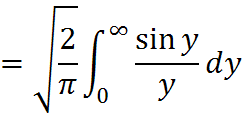 = √(2/π) ∫₀^∞ (sin y / y) dy